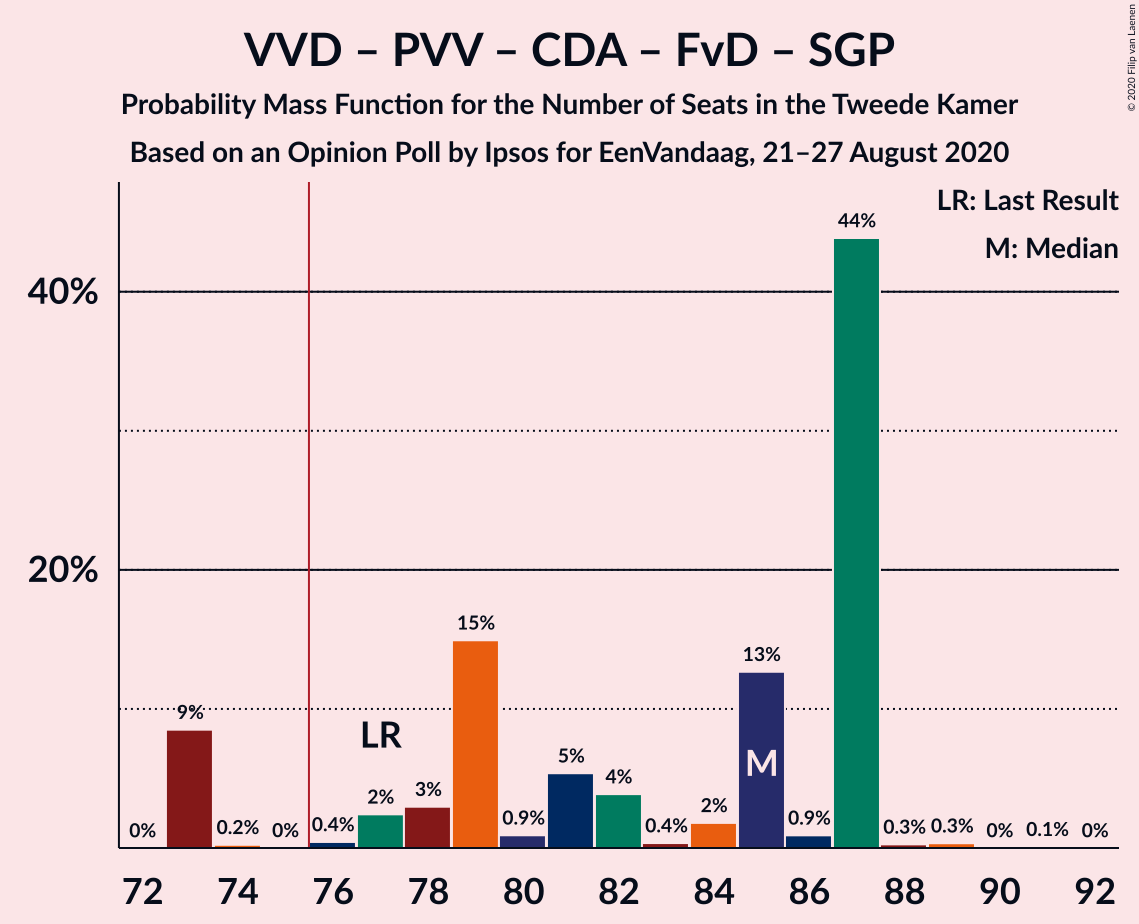 VVD – PVV – CDA – FvD – SGP
Probability Mass Function for the Number of Seats in the Tweede Kamer
Based on an Opinion Poll by Ipsos for EenVandaag, 21–27 August 2020
© 2020 Filip van Laenen
LR: Last Result
M: Median
40%
20%
0%
9%
0.2%
0%
0.4%
2%
3%
15%
0.9%
5%
4%
0.4%
2%
13%
0.9%
44%
0.3%
0.3%
0%
0.1%
0%
LR
M
72 74 76 78 80 82 84 86 88 90 92